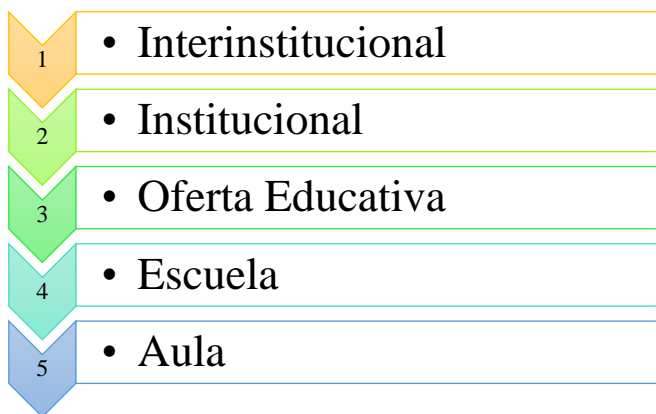 1 • Interinstitucional
2 • Institucional
3 • Oferta Educativa
4 • Escuela
5 • Aula